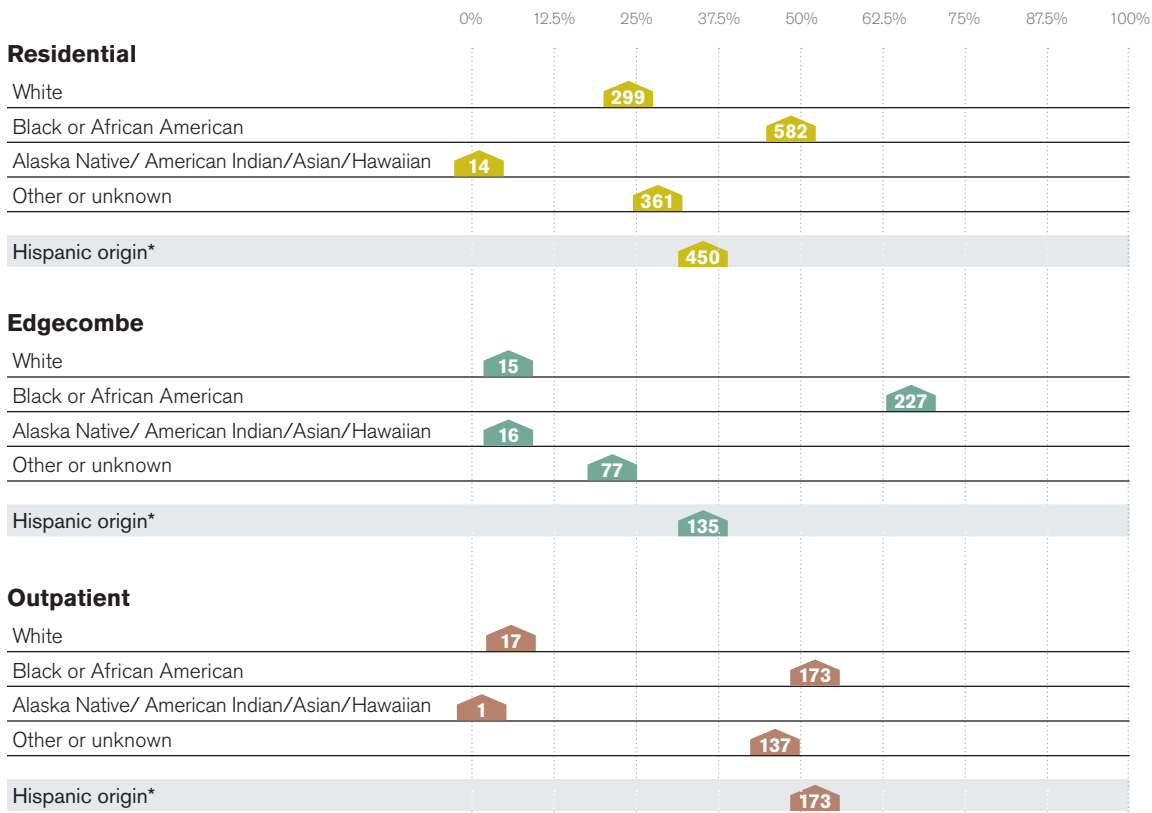 0% 12.5% 25% 37.5% 50% 62.5% 75% 87.5% 100%
Residential
White 299
Black or African American 582
Alaska Native/ American Indian/Asian/Hawaiian 14
Other or unknown 361
Hispanic origin* 450
Edgecombe
White 15
Black or African American 227
Alaska Native/ American Indian/Asian/Hawaiian 16
Other or unknown 77
Hispanic origin* 135
Outpatient
White 17
Black or African American 173
Alaska Native/ American Indian/Asian/Hawaiian 1
Other or unknown 137
Hispanic origin* 173